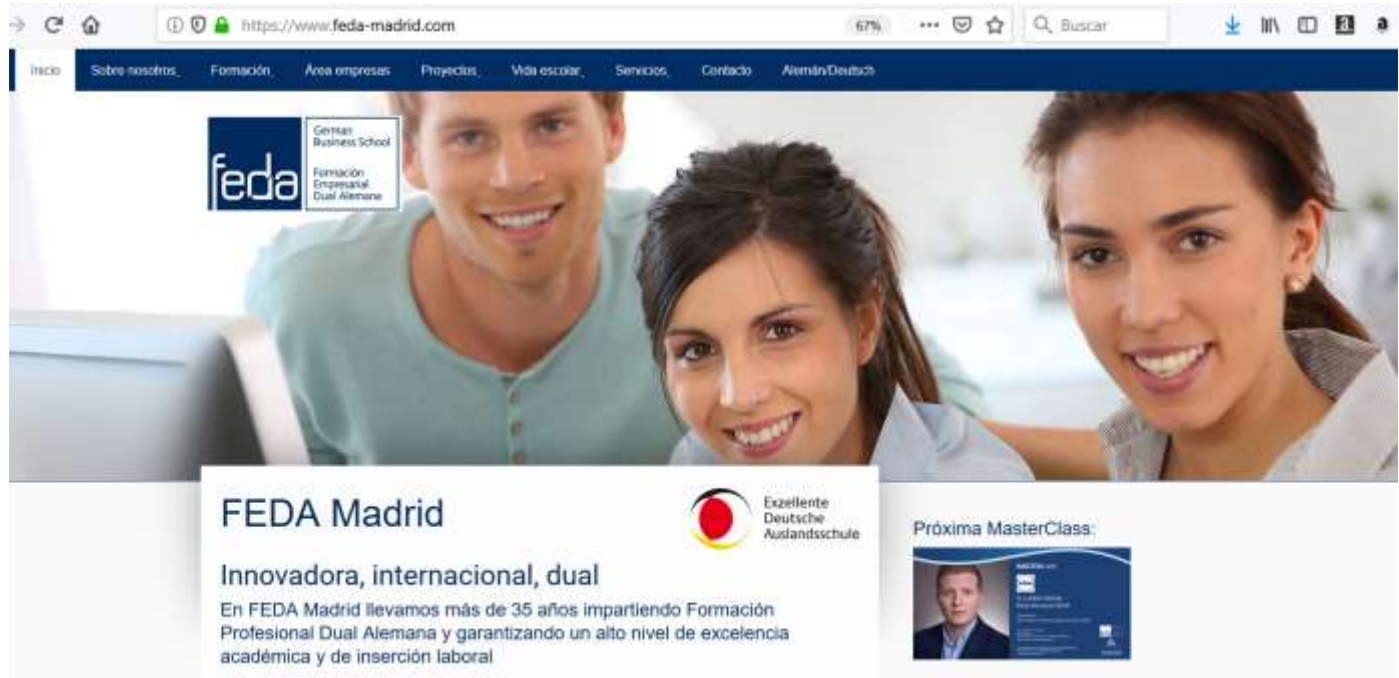 https://www.feda-madrid.com
67%
Buscar
Inicio
Sobre nosotros
Formación
Área empresas
Proyectos
Vida escolar
Servicios
Contacto
Alemán/Deutsch
feda
German
Business School
Formación
Empresarial
Dual Alemana
FEDA Madrid
Exzellente
Deutsche
Auslandsschule
Innovadora, internacional, dual
En FEDA Madrid llevamos más de 35 años impartiendo Formación
Profesional Dual Alemana y garantizando un alto nivel de excelencia
académica y de inserción laboral
Próxima MasterClass: